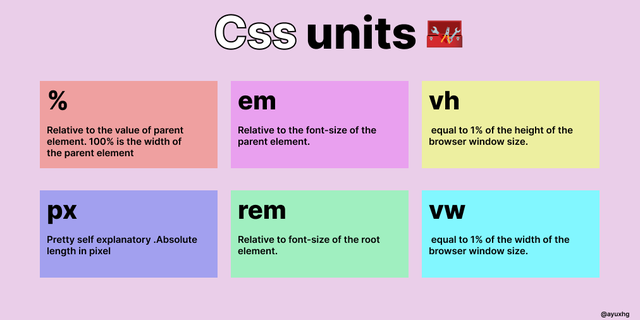 Css units
%
Relative to the value of parent
element. 100% is the width of
the parent element
em
Relative to the font-size of the
parent element.
vh
equal to 1% of the height of the
browser window size.
px
Pretty self explanatory .Absolute
length in pixel
rem
Relative to font-size of the root
element.
vw
equal to 1% of the width of the
browser window size.
@ayuxhg